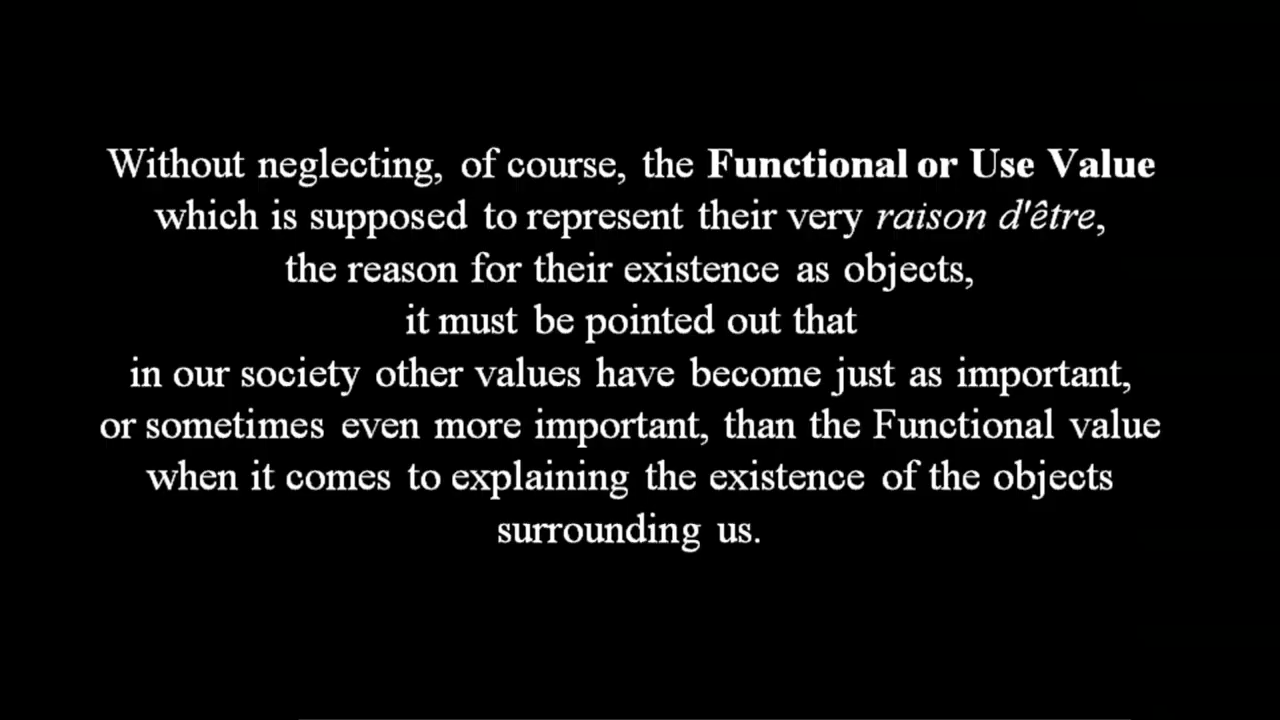 Without neglecting, of course, the Functional or Use Value
which is supposed to represent their very raison d'être,
the reason for their existence as objects,
it must be pointed out that
in our society other values have become just as important,
or sometimes even more important, than the Functional value
when it comes to explaining the existence of the objects
surrounding us.